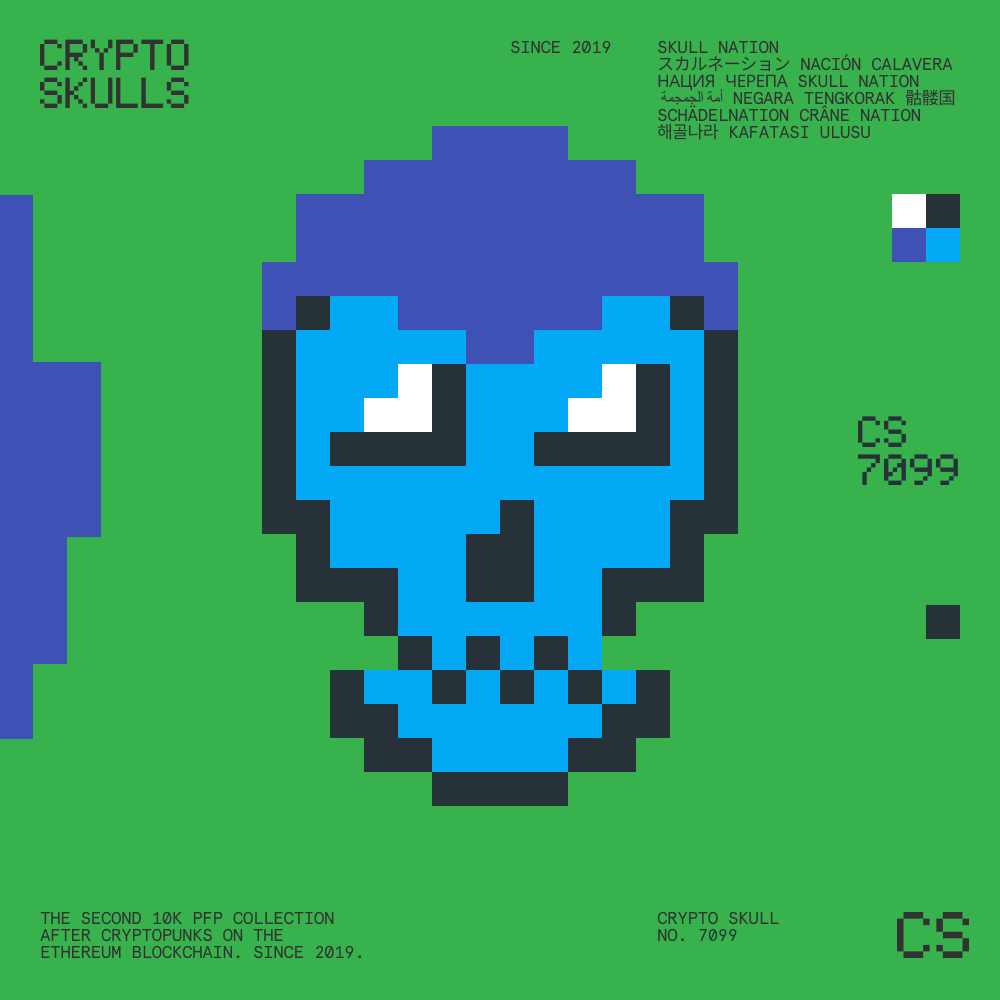 CRYPTO
SKULLS
SINCE 2019
SKULL NATION
スカルネーション NACIÓN CALAVERA
НАЦИЯ ЧЕРЕПА SKULL NATION
أمة الجمجمة NEGARA TENGKORAK 骷髅国
SCHÄDELNATION CRÂNE NATION
해골나라 KAFATASI ULUSU
CS
7099
THE SECOND 10K PFP COLLECTION
AFTER CRYPTOPUNKS ON THE
ETHEREUM BLOCKCHAIN. SINCE 2019.
CRYPTO SKULL
NO. 7099
CS